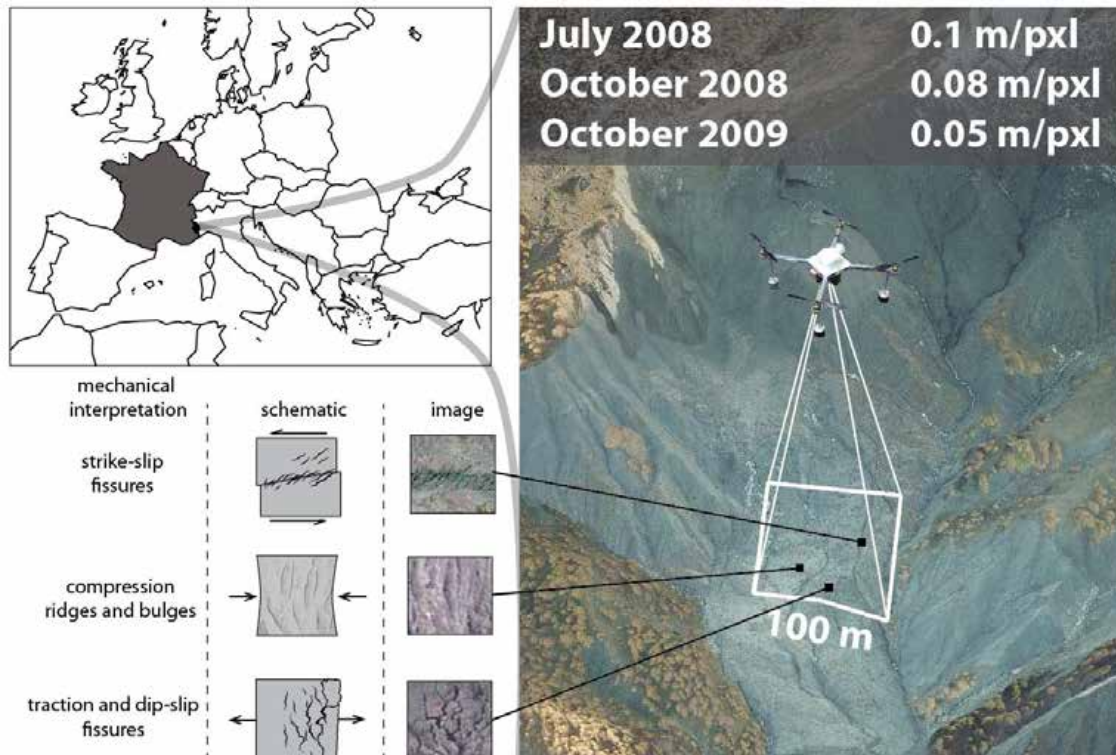 July 2008 0.1 m/pxl
October 2008 0.08 m/pxl
October 2009 0.05 m/pxl
100 m
mechanical
interpretation
schematic
image
strike-slip
fissures
compression
ridges and bulges
traction and dip-slip
fissures